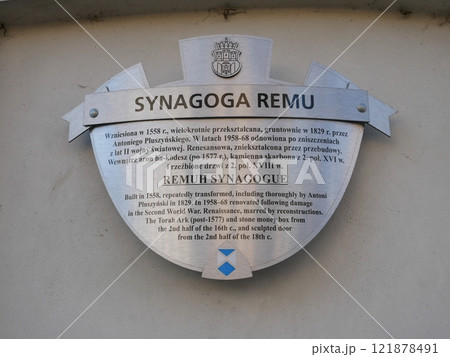 SYNAGOGA REMU
Wzniesiona w 1558 r., wielokrotnie przekształcana, gruntownie w 1829 r. przez
Antoniego Pluszyńskiego. W latach 1958-68 odnowiona po zniszczeniach
z lat II wojny światowej. Renesansowa, zniekształcona przez przebudowy.
Wewnątrz aron ha-kodesz (po 1577 r.), kamienna skarbona z 2. poł. XVI w.
i rzeźbione drzwi z 2. poł. XVIII w.
REMUH SYNAGOGUE
Built in 1558, repeatedly transformed, including thoroughly by Antoni
Pluszyński in 1829. In 1958-68 renovated following damage
in the Second World War. Renaissance, marred by reconstructions.
The Torah Ark (post-1577) and stone money box from
the 2nd half of the 16th c., and sculpted door
from the 2nd half of the 18th c.
PIXTA
pixta.jp - 121878491